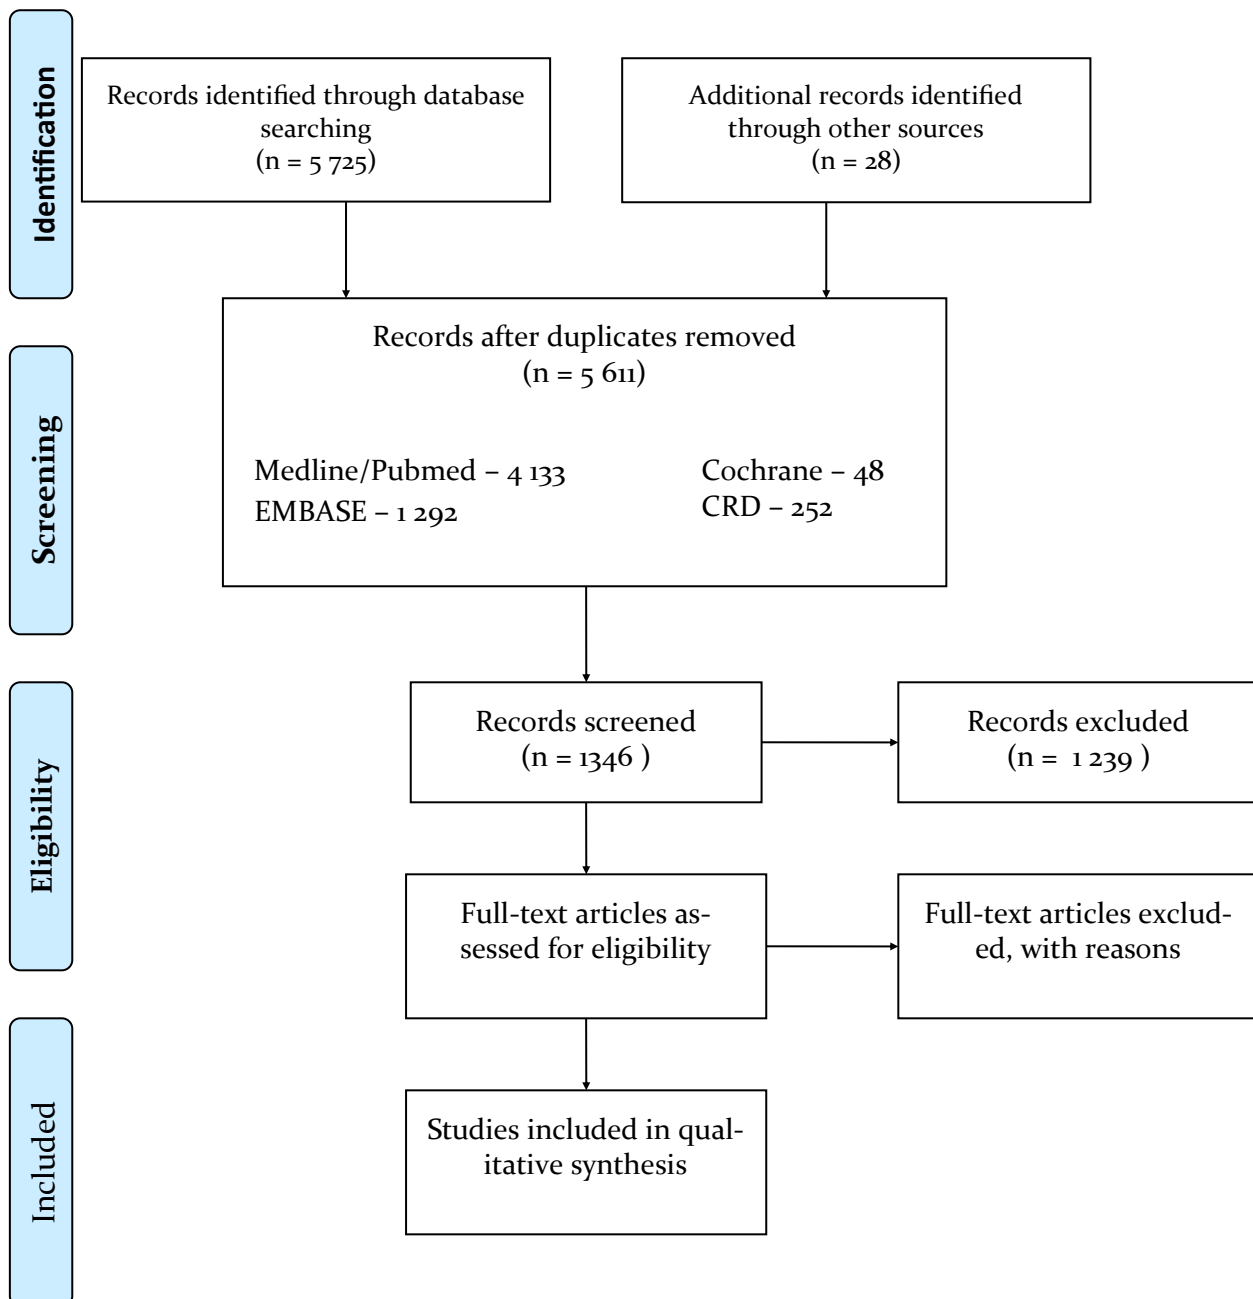 Identification
Records identified through database
searching
(n = 5 725)
Additional records identified
through other sources
(n = 28)
Screening
Records after duplicates removed
(n = 5 611)
Medline/Pubmed – 4 133
EMBASE – 1 292
Cochrane – 48
CRD – 252
Eligibility
Records screened
(n = 1346 )
Records excluded
(n =  1 239 )
Full-text articles as-
sessed for eligibility
Full-text articles exclud-
ed, with reasons
Included
Studies included in qual-
itative synthesis